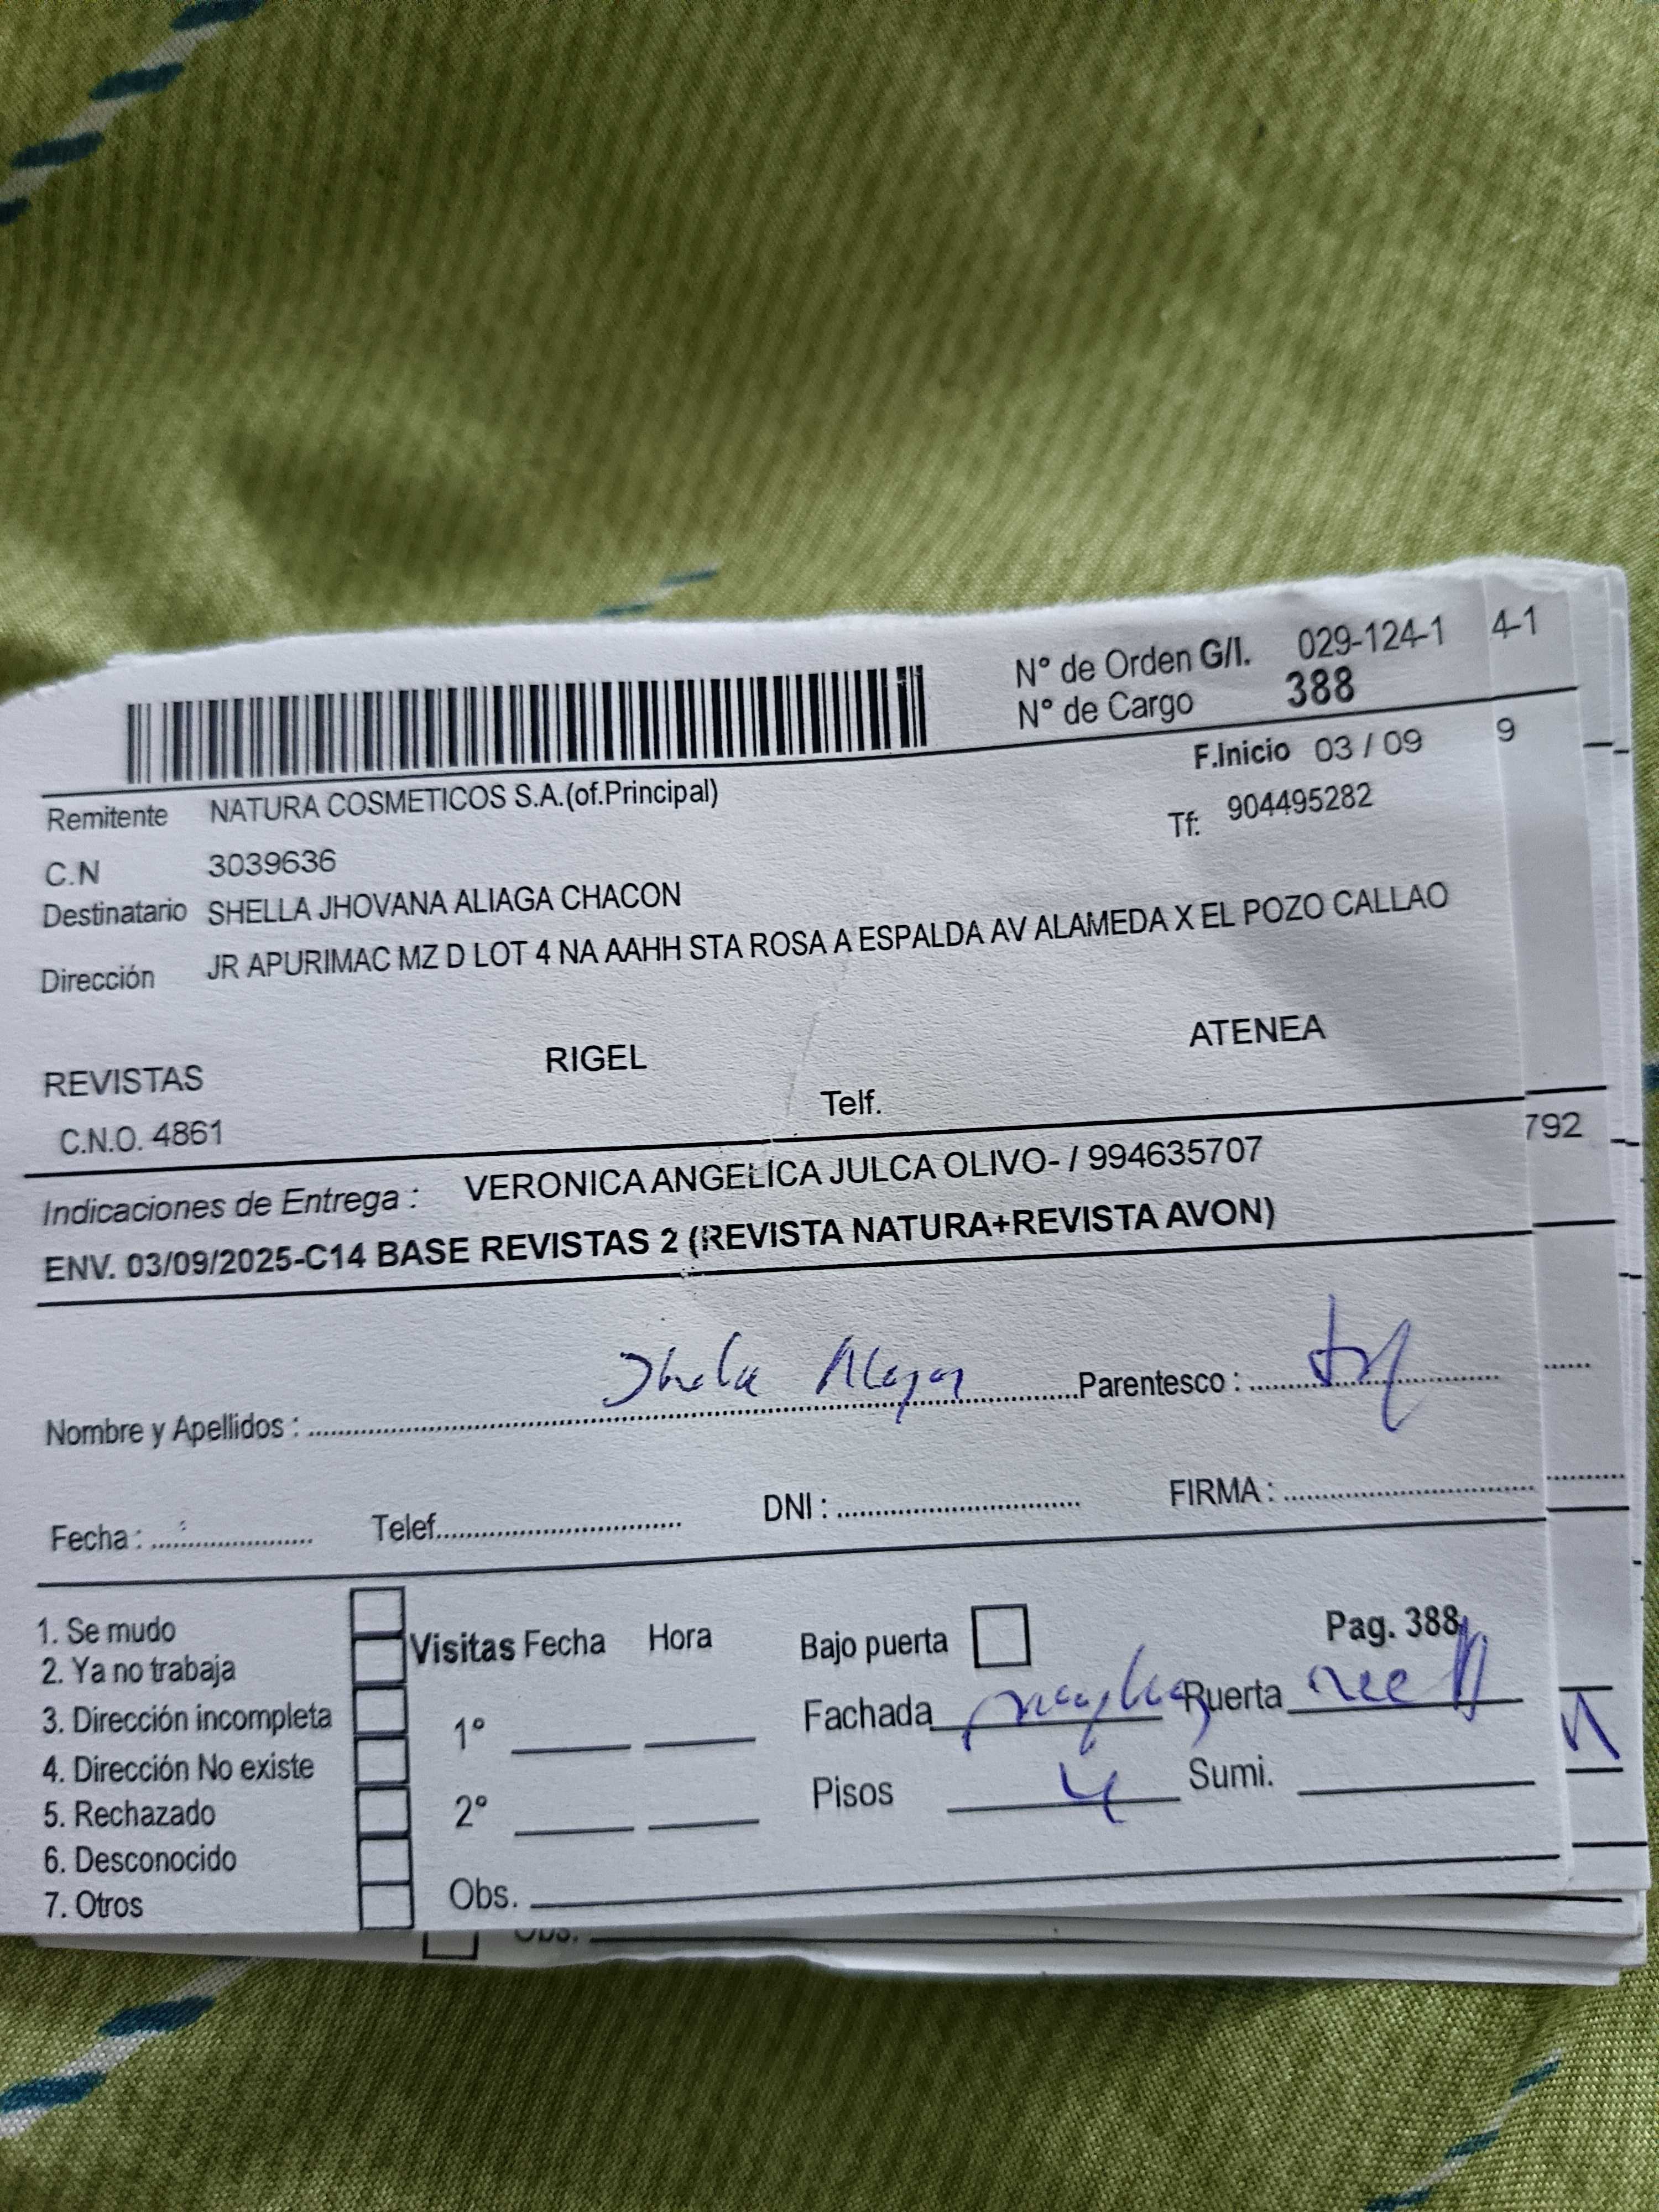 N° de Orden G/I. 029-124-1 4-1
N° de Cargo 388
F.Inicio 03 / 09 9
Remitente NATURA COSMETICOS S.A.(of.Principal)
Tf: 904495282
C.N 3039636
Destinatario SHELLA JHOVANA ALIAGA CHACON
Dirección JR APURIMAC MZ D LOT 4 NA AAHH STA ROSA A ESPALDA AV ALAMEDA X EL POZO CALLAO
REVISTAS RIGEL ATENEA
C.N.O. 4861 Telf.
792
Indicaciones de Entrega : VERONICA ANGELICA JULCA OLIVO- / 994635707
ENV. 03/09/2025-C14 BASE REVISTAS 2 (REVISTA NATURA+REVISTA AVON)
Nombre y Apellidos : Parentesco :
Fecha : Telef. DNI : FIRMA :
1. Se mudo
2. Ya no trabaja
3. Dirección incompleta
4. Dirección No existe
5. Rechazado
6. Desconocido
7. Otros
Visitas Fecha Hora
1°
2°
Obs.
Bajo puerta Pag. 388
Fachada Puerta
Pisos 4 Sumi.
Obs.